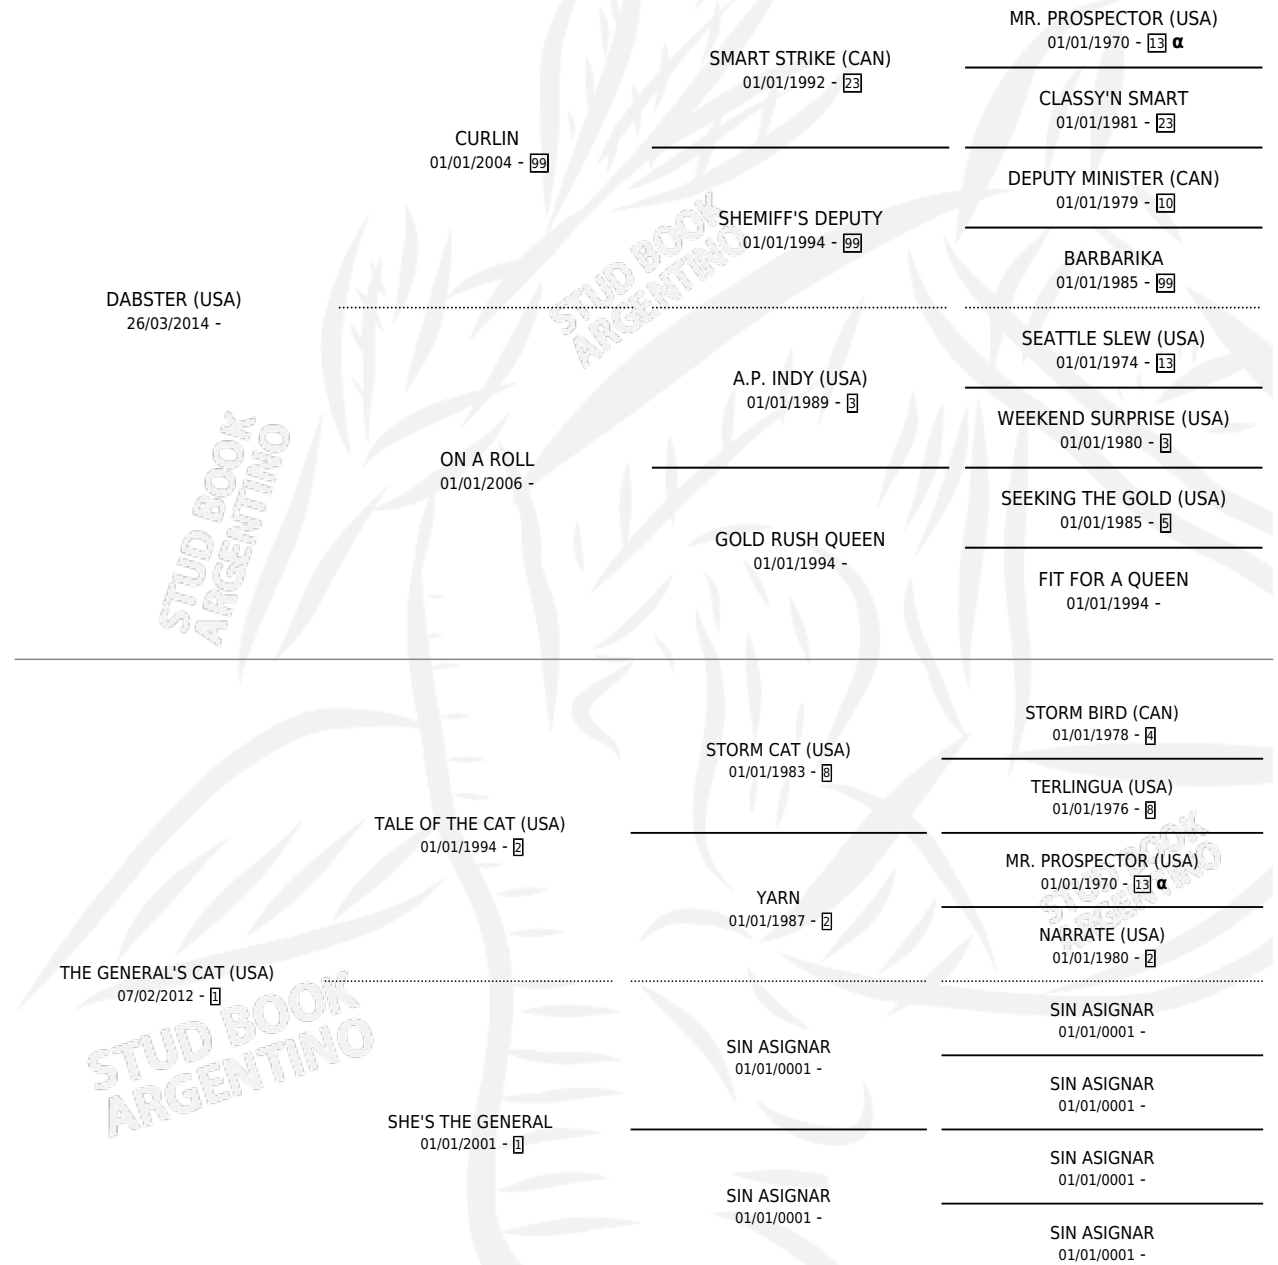 MR. PROSPECTOR (USA)
01/01/1970 - 13 α
SMART STRIKE (CAN)
01/01/1992 - 23
CLASSY'N SMART
01/01/1981 - 23
CURLIN
01/01/2004 - 99
DEPUTY MINISTER (CAN)
01/01/1979 - 10
SHEMIFF'S DEPUTY
01/01/1994 - 99
BARBARIKA
01/01/1985 - 99
DABSTER (USA)
26/03/2014 -
SEATTLE SLEW (USA)
01/01/1974 - 13
A.P. INDY (USA)
01/01/1989 - 3
WEEKEND SURPRISE (USA)
01/01/1980 - 3
ON A ROLL
01/01/2006 -
SEEKING THE GOLD (USA)
01/01/1985 - 5
GOLD RUSH QUEEN
01/01/1994 -
FIT FOR A QUEEN
01/01/1994 -
STORM BIRD (CAN)
01/01/1978 - 4
STORM CAT (USA)
01/01/1983 - 8
TERLINGUA (USA)
01/01/1976 - 8
TALE OF THE CAT (USA)
01/01/1994 - 2
MR. PROSPECTOR (USA)
01/01/1970 - 13 α
YARN
01/01/1987 - 2
NARRATE (USA)
01/01/1980 - 2
THE GENERAL'S CAT (USA)
07/02/2012 - 1
SIN ASIGNAR
01/01/0001 -
SIN ASIGNAR
01/01/0001 -
SIN ASIGNAR
01/01/0001 -
SHE'S THE GENERAL
01/01/2001 - 1
SIN ASIGNAR
01/01/0001 -
SIN ASIGNAR
01/01/0001 -
SIN ASIGNAR
01/01/0001 -
STUD BOOK
ARGENTINO
STUD BOOK
ARGENTINO
STUD BOOK
ARGENTINO
STUD BOOK
ARGENTINO